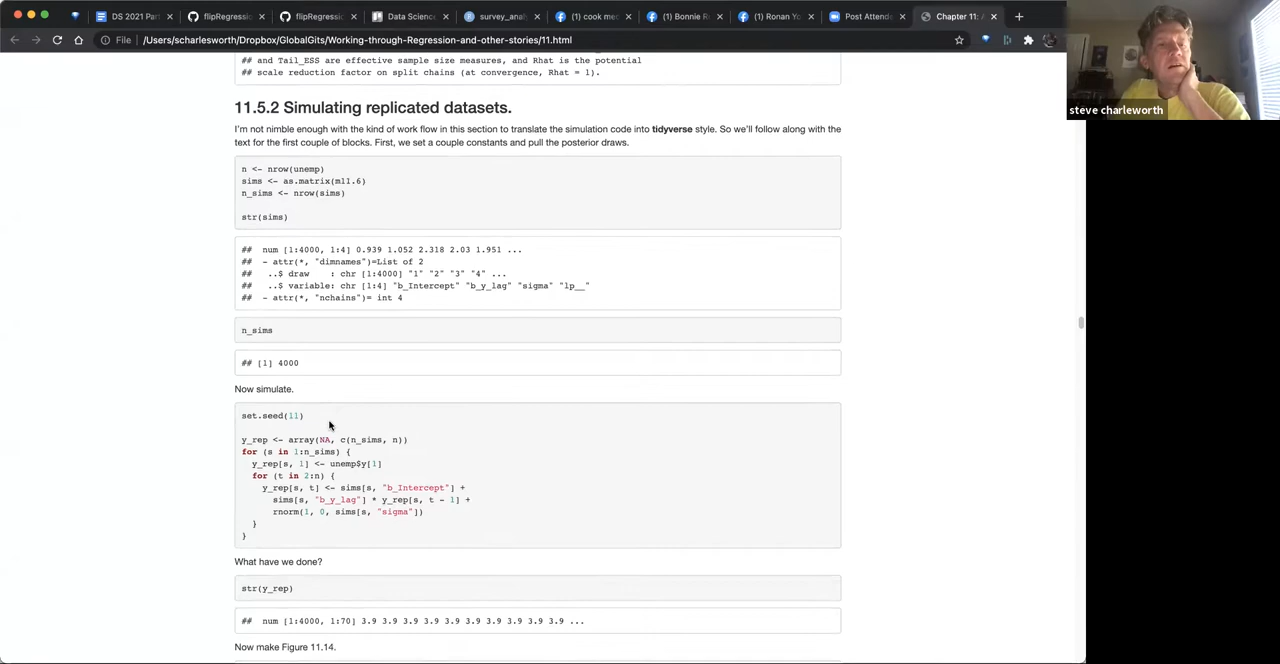 DS 2021 Part
flipRegressi
flipRegressi
Data Scienc
survey_anal
(1) cook me
(1) Bonnie R
(1) Ronan Yo
Post Attende
Chapter 11:
File
/Users/scharlesworth/Dropbox/GlobalGits/Working-through-Regression-and-other-stories/11.html
steve charleworth
## and Tail_ESS are effective sample size measures, and Rhat is the potential
## scale reduction factor on split chains (at convergence, Rhat = 1).
11.5.2 Simulating replicated datasets.
I'm not nimble enough with the kind of work flow in this section to translate the simulation code into tidyverse style. So we'll follow along with the
text for the first couple of blocks. First, we set a couple constants and pull the posterior draws.
n <- nrow(unemp)
sims <- as.matrix(m11.6)
n_sims <- nrow(sims)
str(sims)
## num [1:4000, 1:4] 0.939 1.052 2.318 2.03 1.951 ...
## - attr(*, "dimnames")=List of 2
## ..$ draw : chr [1:4000] "1" "2" "3" "4" ...
## ..$ variable: chr [1:4] "b_Intercept" "b_y_lag" "sigma" "lp__"
## - attr(*, "nchains")= int 4
n_sims
## [1] 4000
Now simulate.
set.seed(11)
y_rep <- array(NA, c(n_sims, n))
for (s in 1:n_sims) {
y_rep[s, 1] <- unemp$y[1]
for (t in 2:n) {
y_rep[s, t] <- sims[s, "b_Intercept"] +
sims[s, "b_y_lag"] * y_rep[s, t - 1] +
rnorm(1, 0, sims[s, "sigma"])
}
}
What have we done?
str(y_rep)
## num [1:4000, 1:70] 3.9 3.9 3.9 3.9 3.9 3.9 3.9 3.9 3.9 3.9 ...
Now make Figure 11.14.